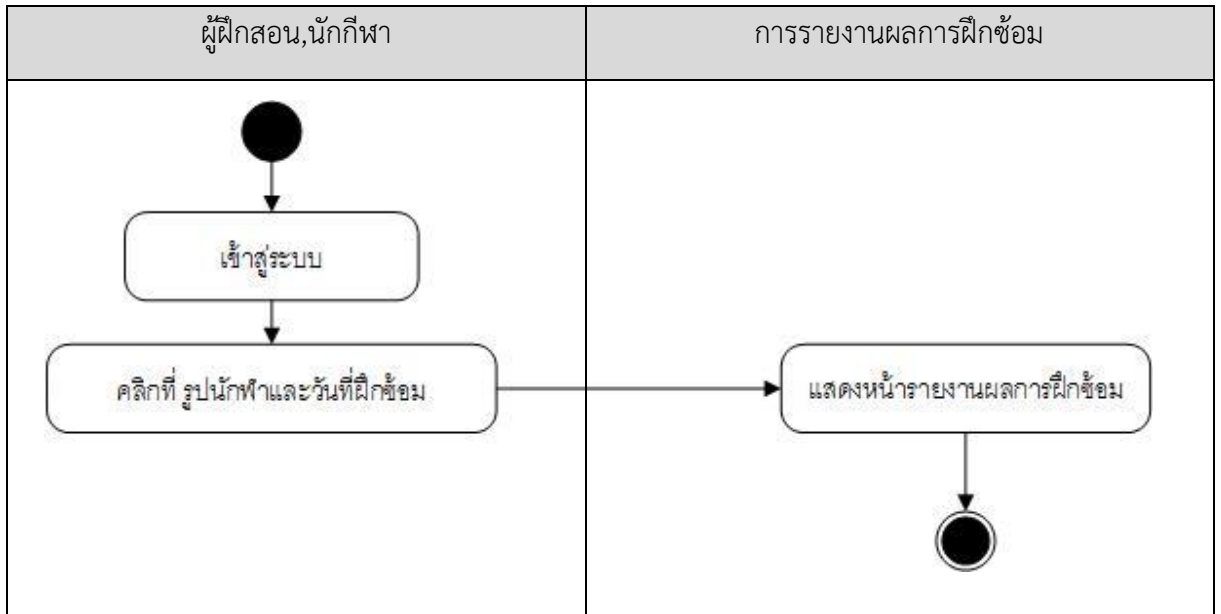 ผู้ฝึกสอน,นักกีฬา
การรายงานผลการฝึกซ้อม
เข้าสู่ระบบ
คลิกที่ รูปนักฬาและวันที่ฝึกซ้อม
แสดงหน้ารายงานผลการฝึกซ้อม